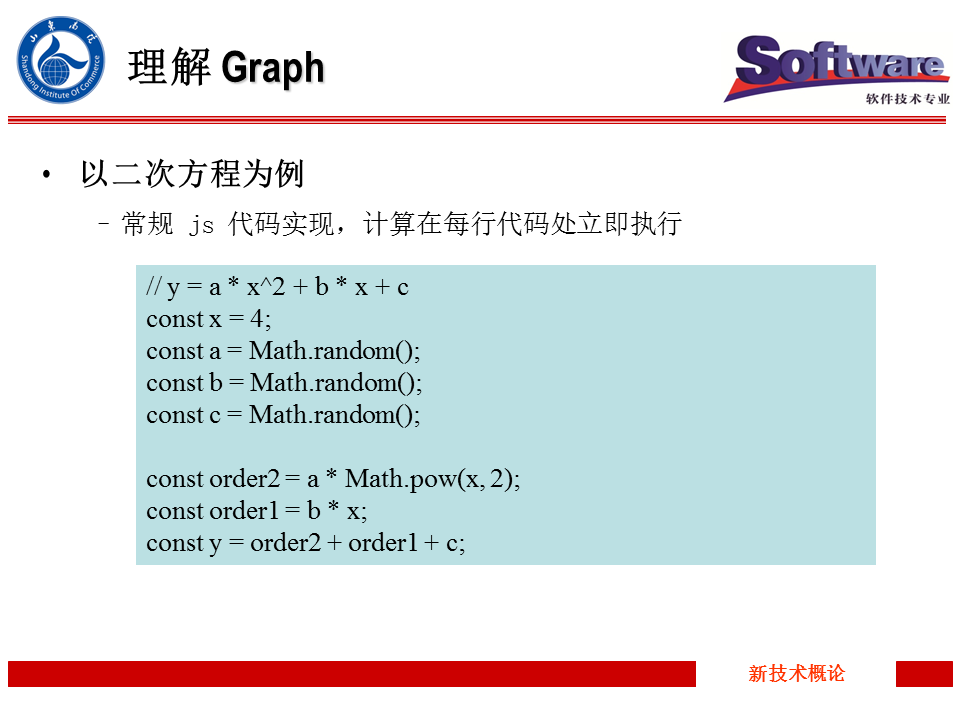 山东商院
Shandong Institute Of Commerce
理解 Graph
Software
软件技术专业
• 以二次方程为例
– 常规 js 代码实现，计算在每行代码处立即执行
// y = a * x^2 + b * x + c
const x = 4;
const a = Math.random();
const b = Math.random();
const c = Math.random();
const order2 = a * Math.pow(x, 2);
const order1 = b * x;
const y = order2 + order1 + c;
新技术概论